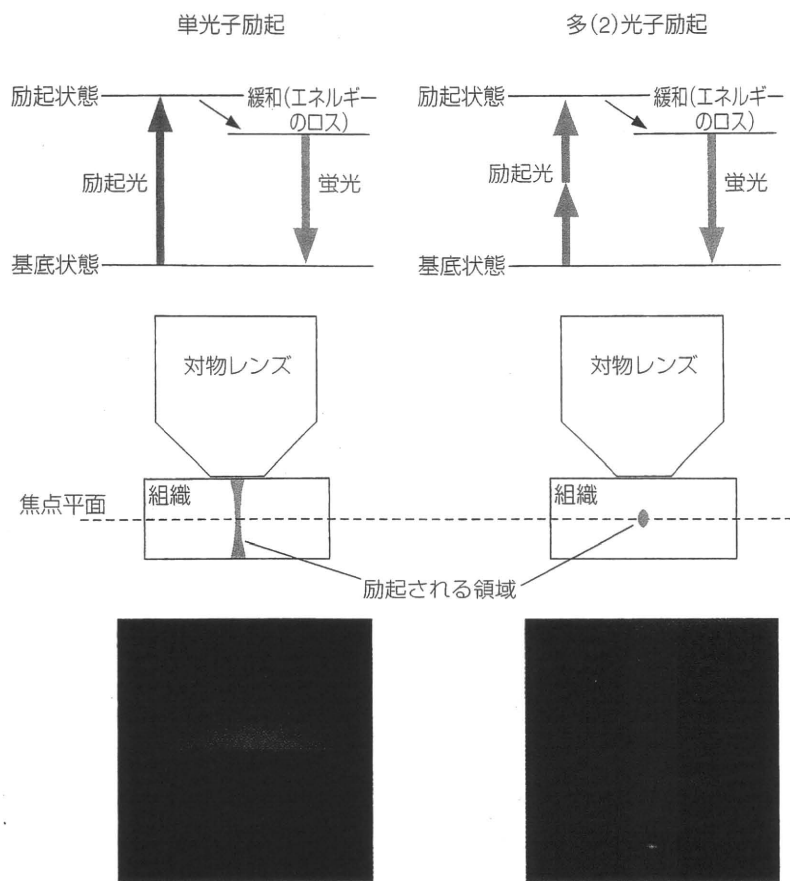 単光子励起
多(2)光子励起
励起状態
緩和(エネルギー
のロス)
励起光
蛍光
基底状態
励起状態
緩和(エネルギー
のロス)
励起光
蛍光
基底状態
対物レンズ
対物レンズ
焦点平面
組織
組織
励起される領域